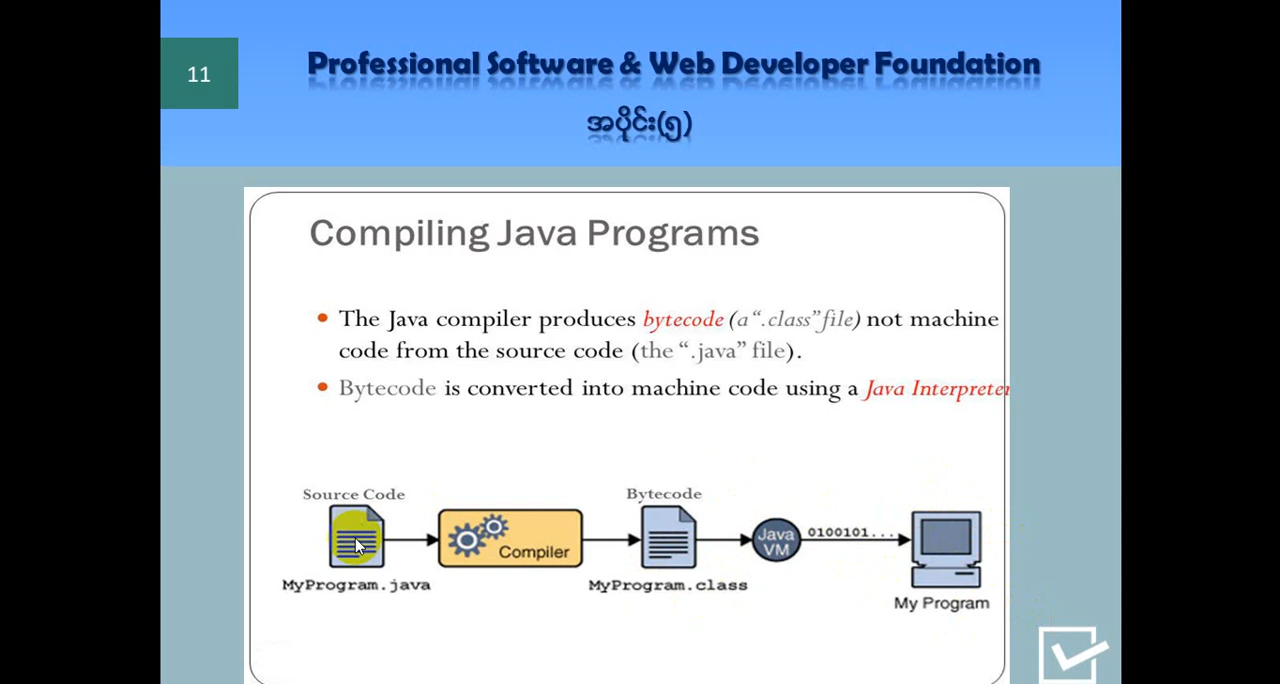 11
Professional Software & Web Developer Foundation
အပိုင်း(၅)
Compiling Java Programs
• The Java compiler produces bytecode (a “.class” file) not machine
code from the source code (the “.java” file).
• Bytecode is converted into machine code using a Java Interpreter
Source Code
Bytecode
Compiler
Java
VM
0100101...
MyProgram.java
MyProgram.class
My Program